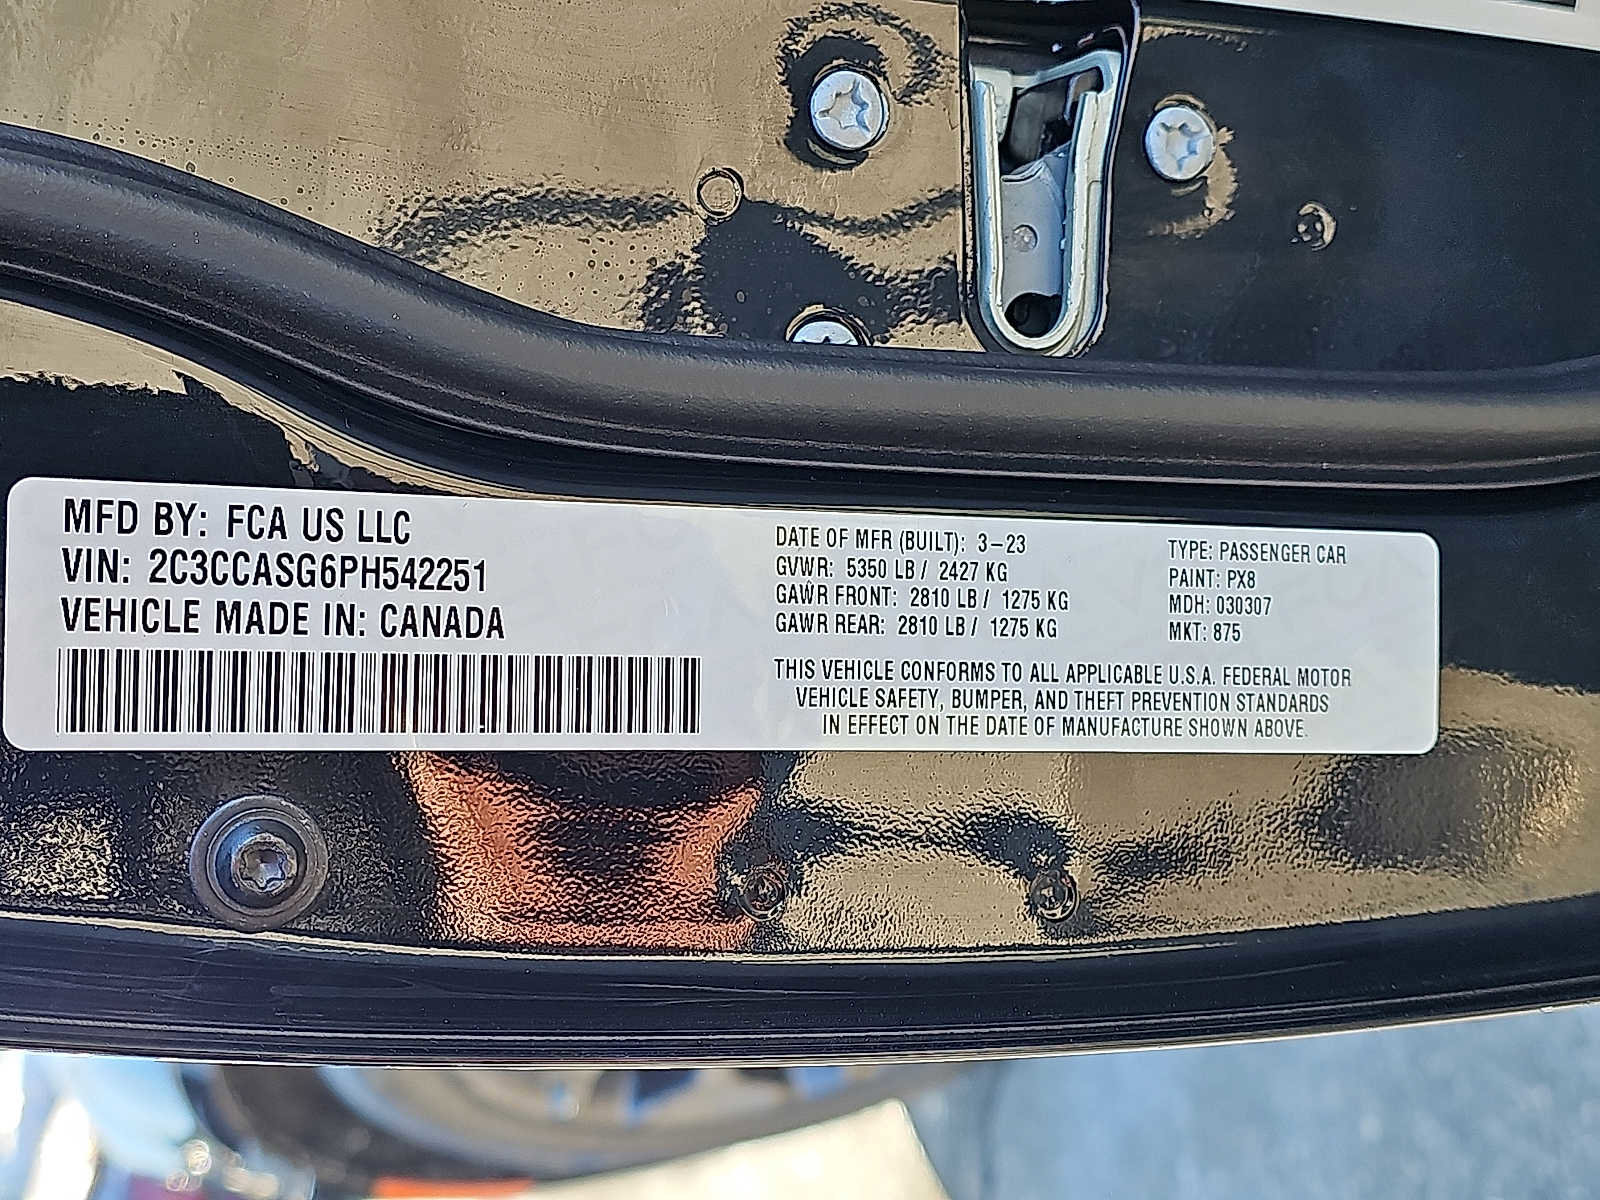 MFD BY: FCA US LLC
VIN: 2C3CCASG6PH542251
VEHICLE MADE IN: CANADA
DATE OF MFR (BUILT): 3-23
GVWR: 5350 LB / 2427 KG
GAWR FRONT: 2810 LB / 1275 KG
GAWR REAR: 2810 LB / 1275 KG
TYPE: PASSENGER CAR
PAINT: PX8
MDH: 030307
MKT: 875
THIS VEHICLE CONFORMS TO ALL APPLICABLE U.S.A. FEDERAL MOTOR
VEHICLE SAFETY, BUMPER, AND THEFT PREVENTION STANDARDS
IN EFFECT ON THE DATE OF MANUFACTURE SHOWN ABOVE.